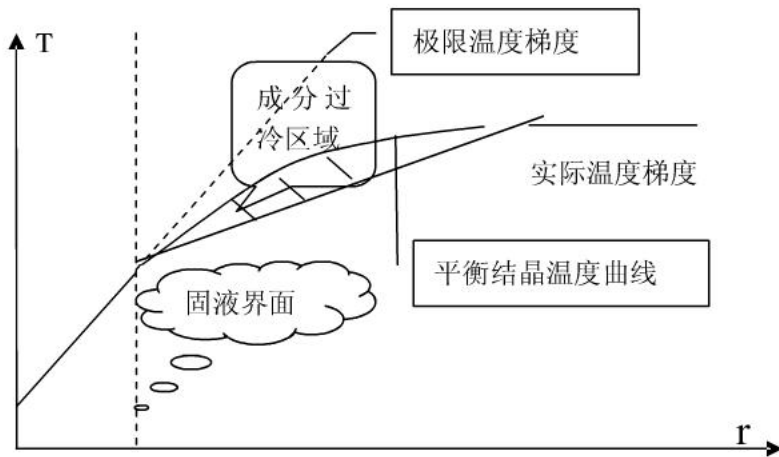 T
极限温度梯度
成分过
冷区域
实际温度梯度
平衡结晶温度曲线
固液界面
r